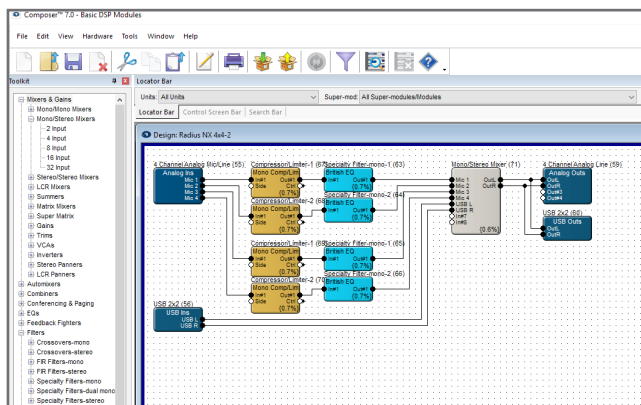 Composer™ 7.0 - Basic DSP Modules
File Edit View Hardware Tools Window Help
Toolkit
Locator Bar
Units: All Units
Super-mod: All Super-modules/Modules
Locator Bar Control Screen Bar Search Bar
Mixers & Gains
Mono/Mono Mixers
Mono/Stereo Mixers
2 Input
4 Input
8 Input
16 Input
32 Input
Stereo/Stereo Mixers
LCR Mixers
Summers
Matrix Mixers
Super Matrix
Gains
Trims
VCAs
Inverters
Stereo Panners
LCR Panners
Automixers
Combiners
Conferencing & Paging
EQs
Feedback Fighters
Filters
Crossovers-mono
Crossovers-stereo
FIR Filters-mono
FIR Filters-stereo
Specialty Filters-mono
Specialty Filters-dual mono
Specialty Filters-stereo
Design: Radius NX 4x4-2
4 Channel Analog Mic/Line (55)
Analog Ins
Mic 1
Mic 2
Mic 3
Mic 4
USB 2x2 (56)
USB Ins
USB L
USB R
Compressor/Limiter-1 (67)
Mono Comp/Lim
In#1 Out#1
Side Ctrl
(0.7%)
Compressor/Limiter-2 (68)
Mono Comp/Lim
In#1 Out#1
Side Ctrl
(0.7%)
Compressor/Limiter-1 (69)
Mono Comp/Lim
In#1 Out#1
Side Ctrl
(0.7%)
Compressor/Limiter-2 (70)
Mono Comp/Lim
In#1 Out#1
Side Ctrl
(0.7%)
Specialty Filter-mono-1 (63)
British EQ
In#1 Out#1
(0.7%)
Specialty Filter-mono-2 (64)
British EQ
In#1 Out#1
(0.7%)
Specialty Filter-mono-1 (65)
British EQ
In#1 Out#1
(0.7%)
Specialty Filter-mono-2 (66)
British EQ
In#1 Out#1
(0.7%)
Mono/Stereo Mixer (71)
Mic 1 OutL
Mic 2 OutR
Mic 3
Mic 4
USB L
USB R
In#7
In#8
(0.6%)
4 Channel Analog Line (59)
Analog Outs
OutL
OutR
Out#3
Out#4
USB 2x2 (60)
USB Outs
OutL
OutR